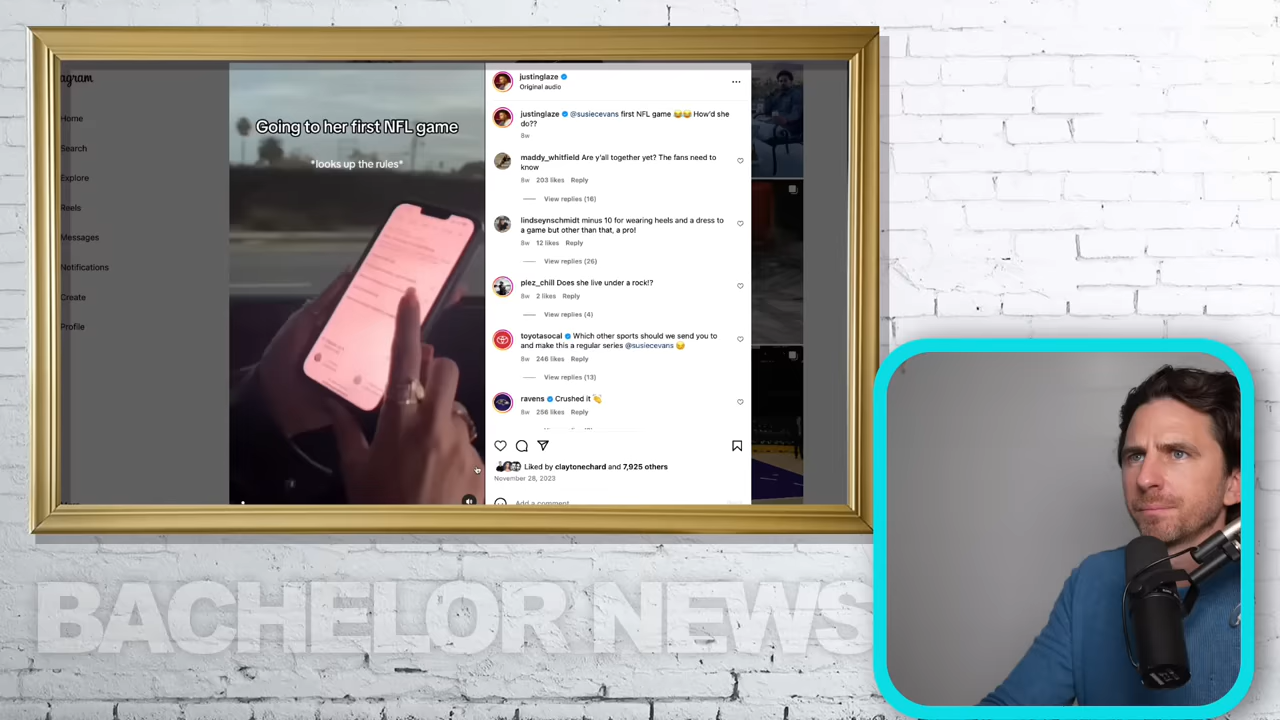 agram
Home
Search
Explore
Reels
Messages
Notifications
Create
Profile
Going to her first NFL game
*looks up the rules*
justinglaze
Original audio
justinglaze @susiecevans first NFL game 😂😂 How'd she
do??
8w
maddy_whitfield Are y'all together yet? The fans need to
know
8w 203 likes Reply
View replies (16)
lindseynschmidt minus 10 for wearing heels and a dress to
a game but other than that, a pro!
8w 12 likes Reply
View replies (26)
plez_chill Does she live under a rock!?
8w 2 likes Reply
View replies (4)
toyotasocal Which other sports should we send you to
and make this a regular series @susiecevans 😏
8w 246 likes Reply
View replies (13)
ravens Crushed it 👏
8w 256 likes Reply
Liked by claytonechard and 7,925 others
November 28, 2023
Add a comment
BACHELOR NEWS